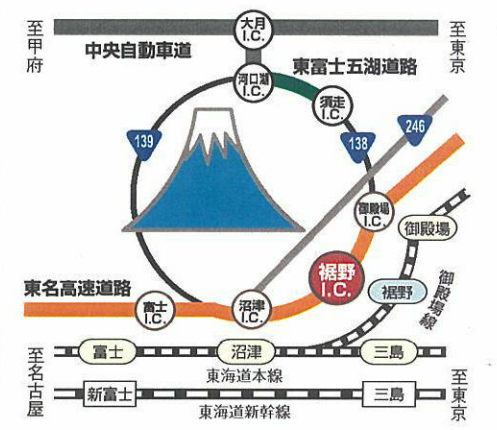 至甲府
大月
I.C.
至東京
中央自動車道
河口湖
I.C.
東富士五湖道路
須走
I.C.
139
138
246
御殿場
I.C.
御殿場
裾野
I.C.
裾野
御殿場線
東名高速道路
富士
I.C.
沼津
I.C.
至名古屋
富士
沼津
三島
東海道本線
至東京
新富士
三島
東海道新幹線